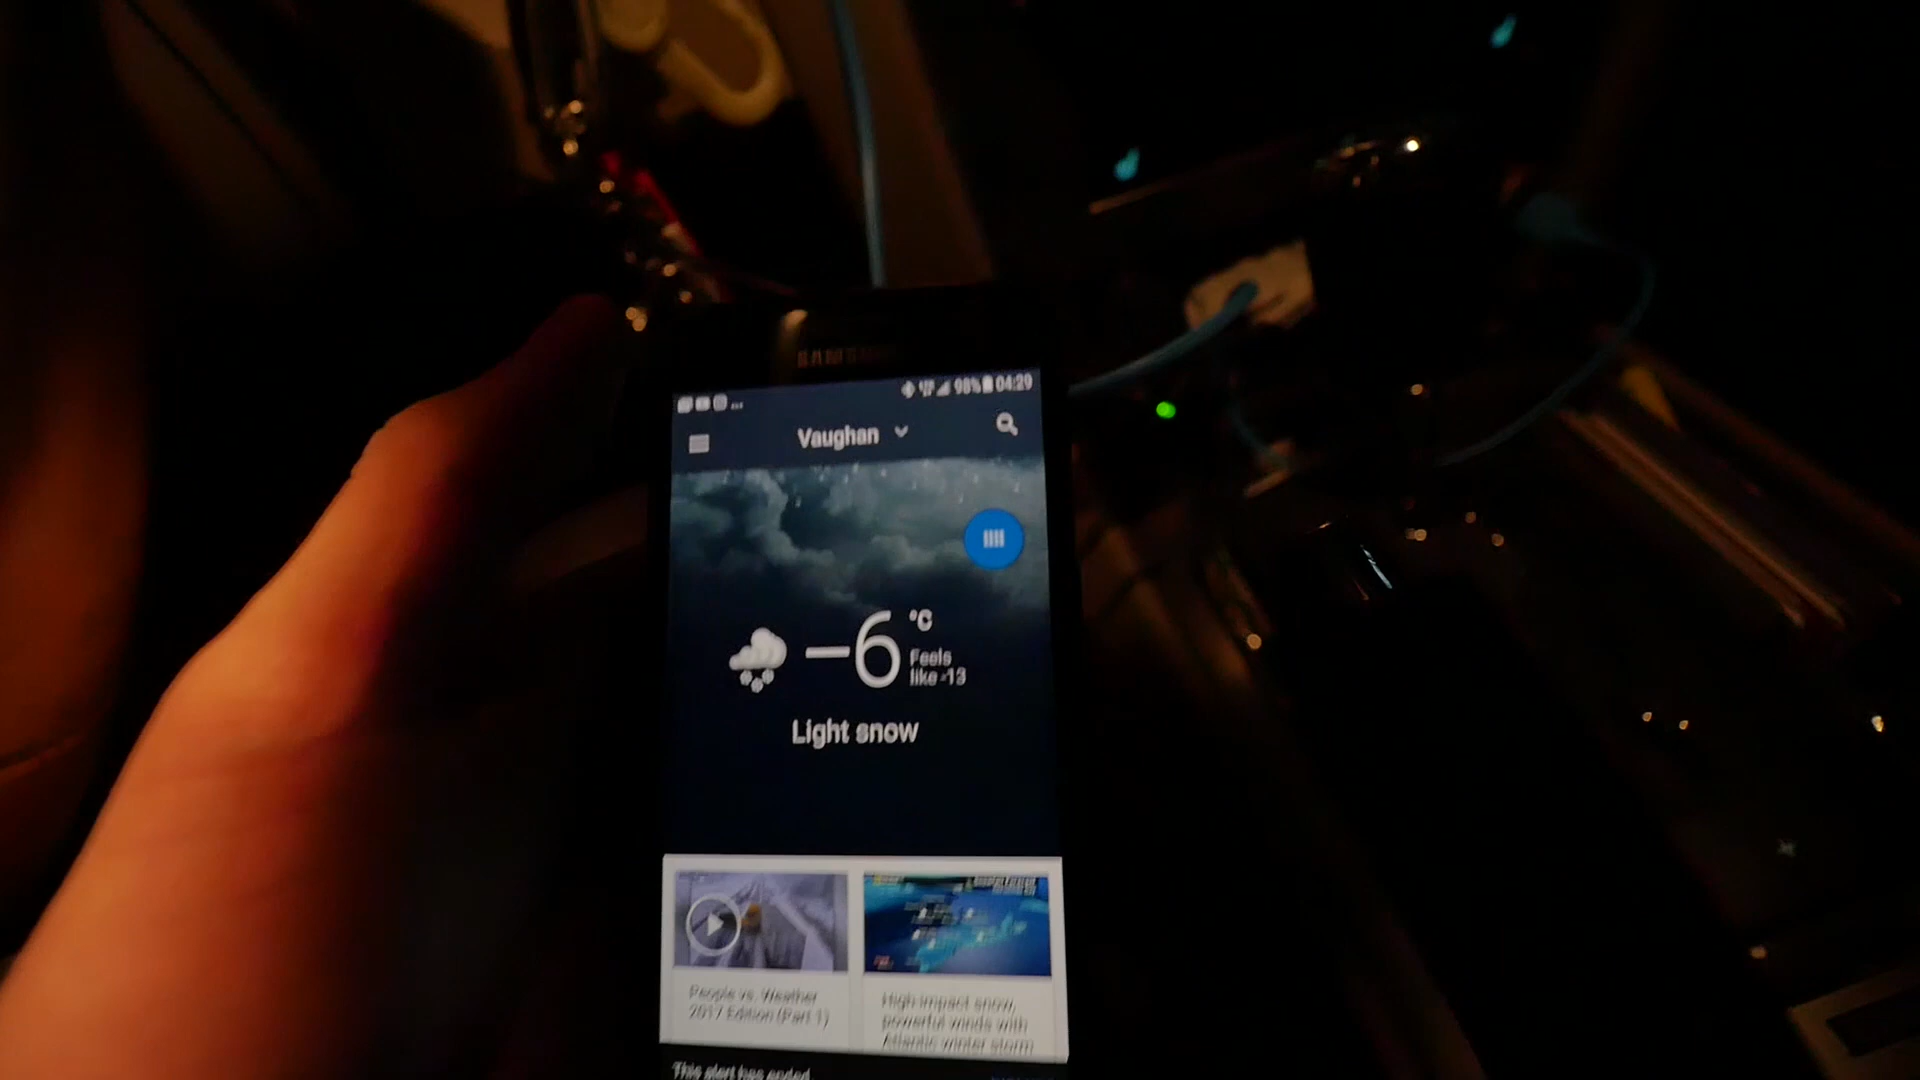 SAMSUNG
98% 04:29
Vaughan
-6 °C
Feels
like -13
Light snow
People vs. Weather
2017 Edition (Part 1)
High impact snow,
powerful winds with
Atlantic winter storm
This alert has ended.